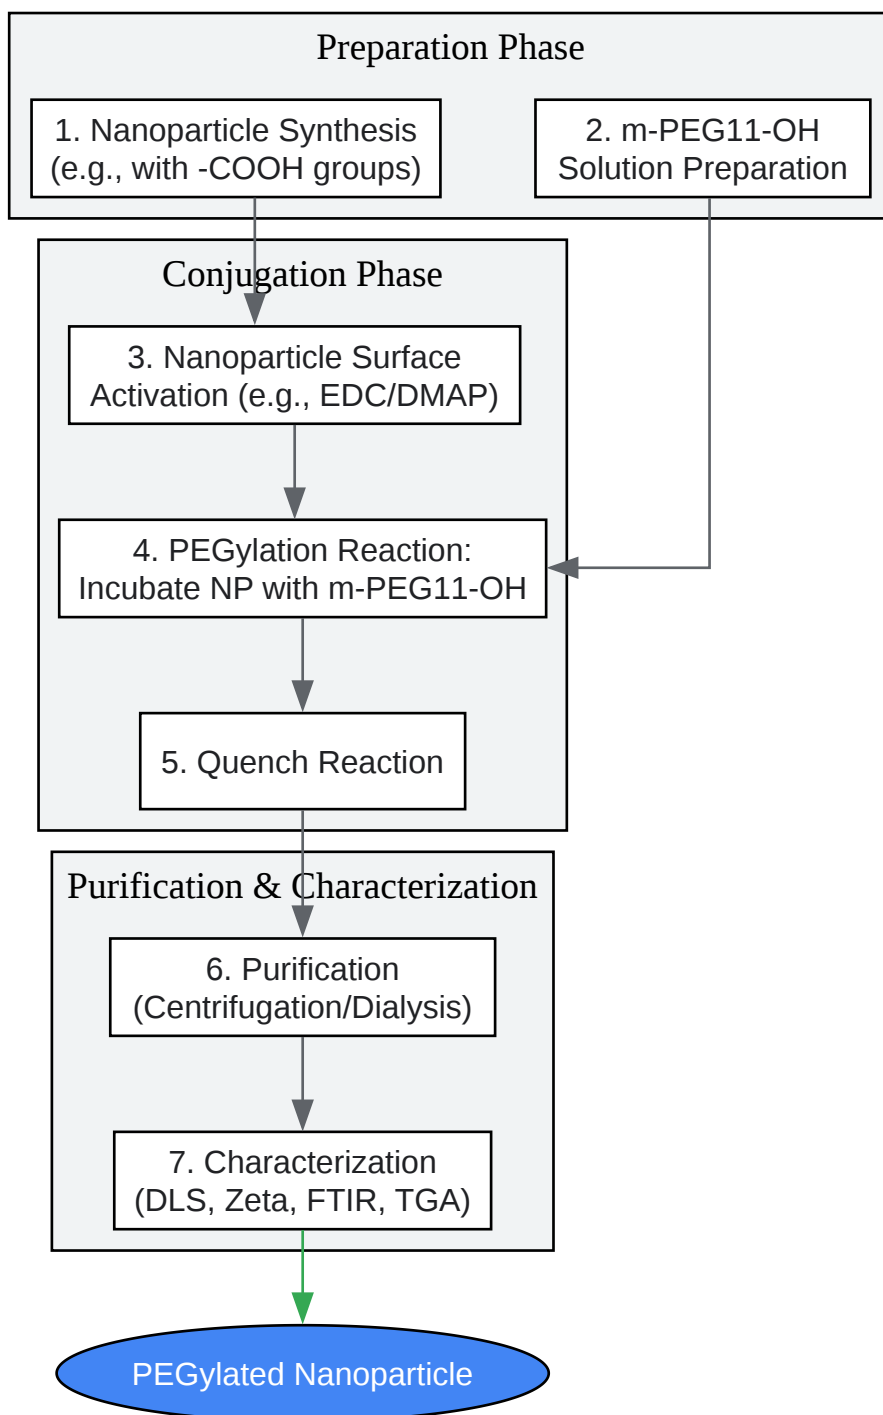 Preparation Phase
1. Nanoparticle Synthesis
(e.g., with -COOH groups)
2. m-PEG11-OH
Solution Preparation
Conjugation Phase
3. Nanoparticle Surface
Activation (e.g., EDC/DMAP)
4. PEGylation Reaction:
Incubate NP with m-PEG11-OH
5. Quench Reaction
Purification & Characterization
6. Purification
(Centrifugation/Dialysis)
7. Characterization
(DLS, Zeta, FTIR, TGA)
PEGylated Nanoparticle